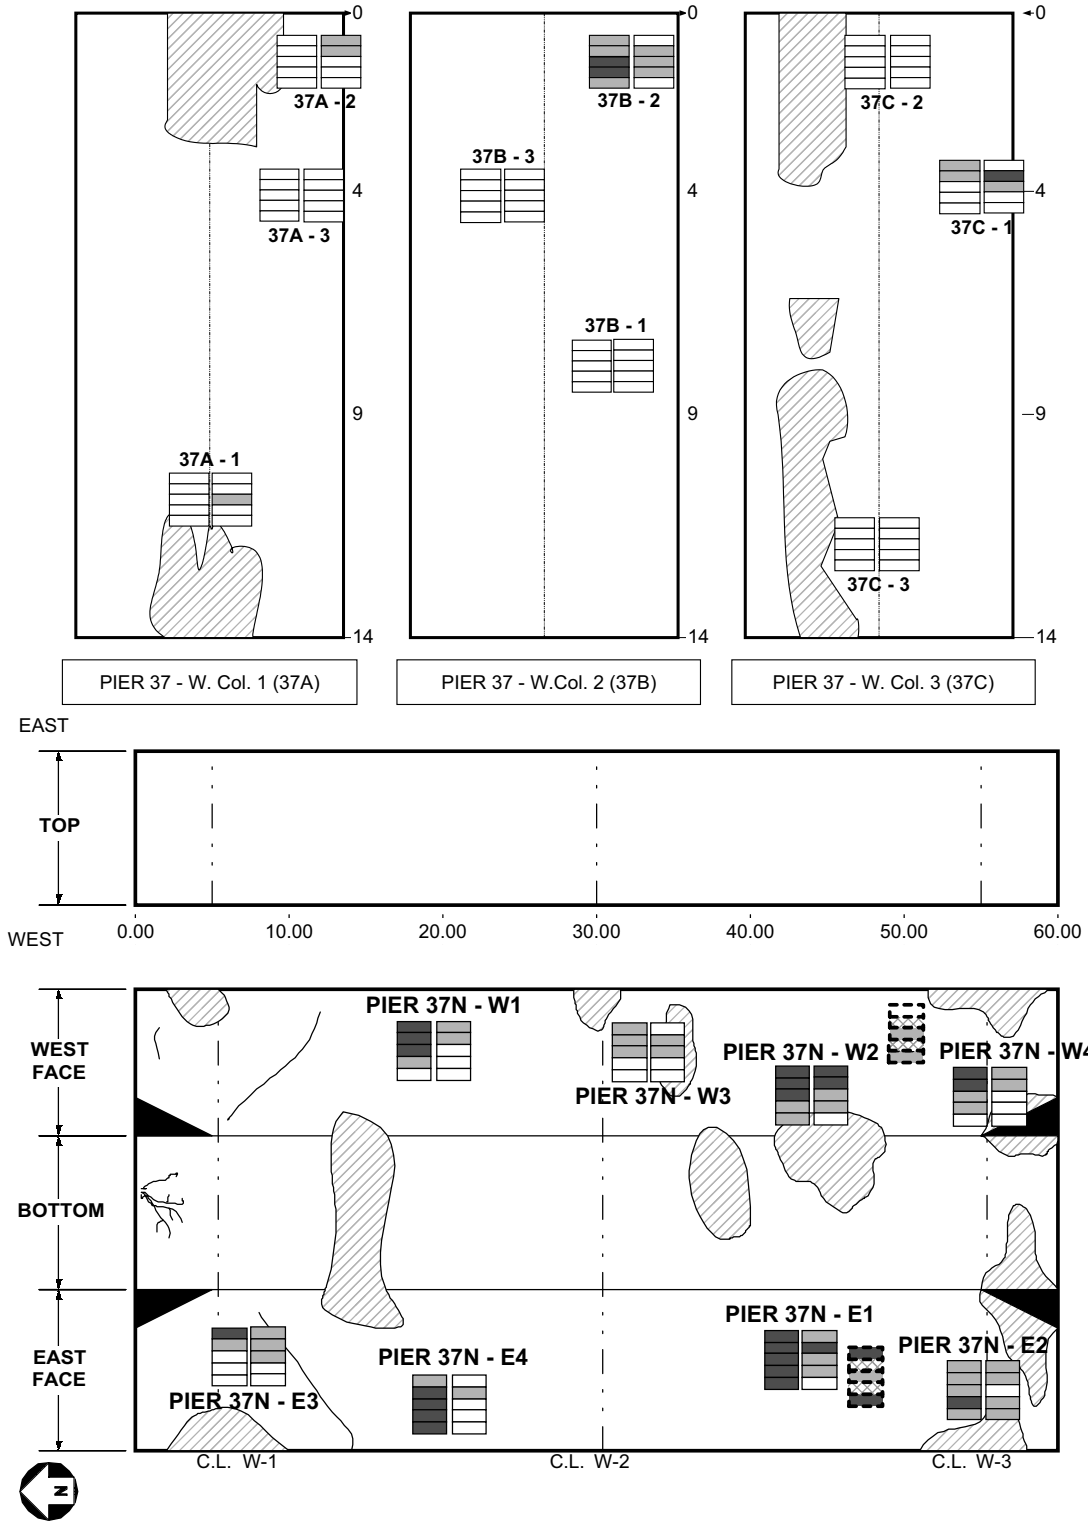 0
0
0
37A - 2
37B - 2
37C - 2
37B - 3
4
4
4
37A - 3
37C - 1
37B - 1
9
9
9
37A - 1
37C - 3
14
14
14
PIER 37 - W. Col. 1 (37A)
PIER 37 - W.Col. 2 (37B)
PIER 37 - W. Col. 3 (37C)
EAST
TOP
WEST
0.00
10.00
20.00
30.00
40.00
50.00
60.00
PIER 37N - W1
WEST
FACE
PIER 37N - W2
PIER 37N - W4
PIER 37N - W3
BOTTOM
PIER 37N - E1
EAST
FACE
PIER 37N - E4
PIER 37N - E2
PIER 37N - E3
C.L. W-1
C.L. W-2
C.L. W-3
N